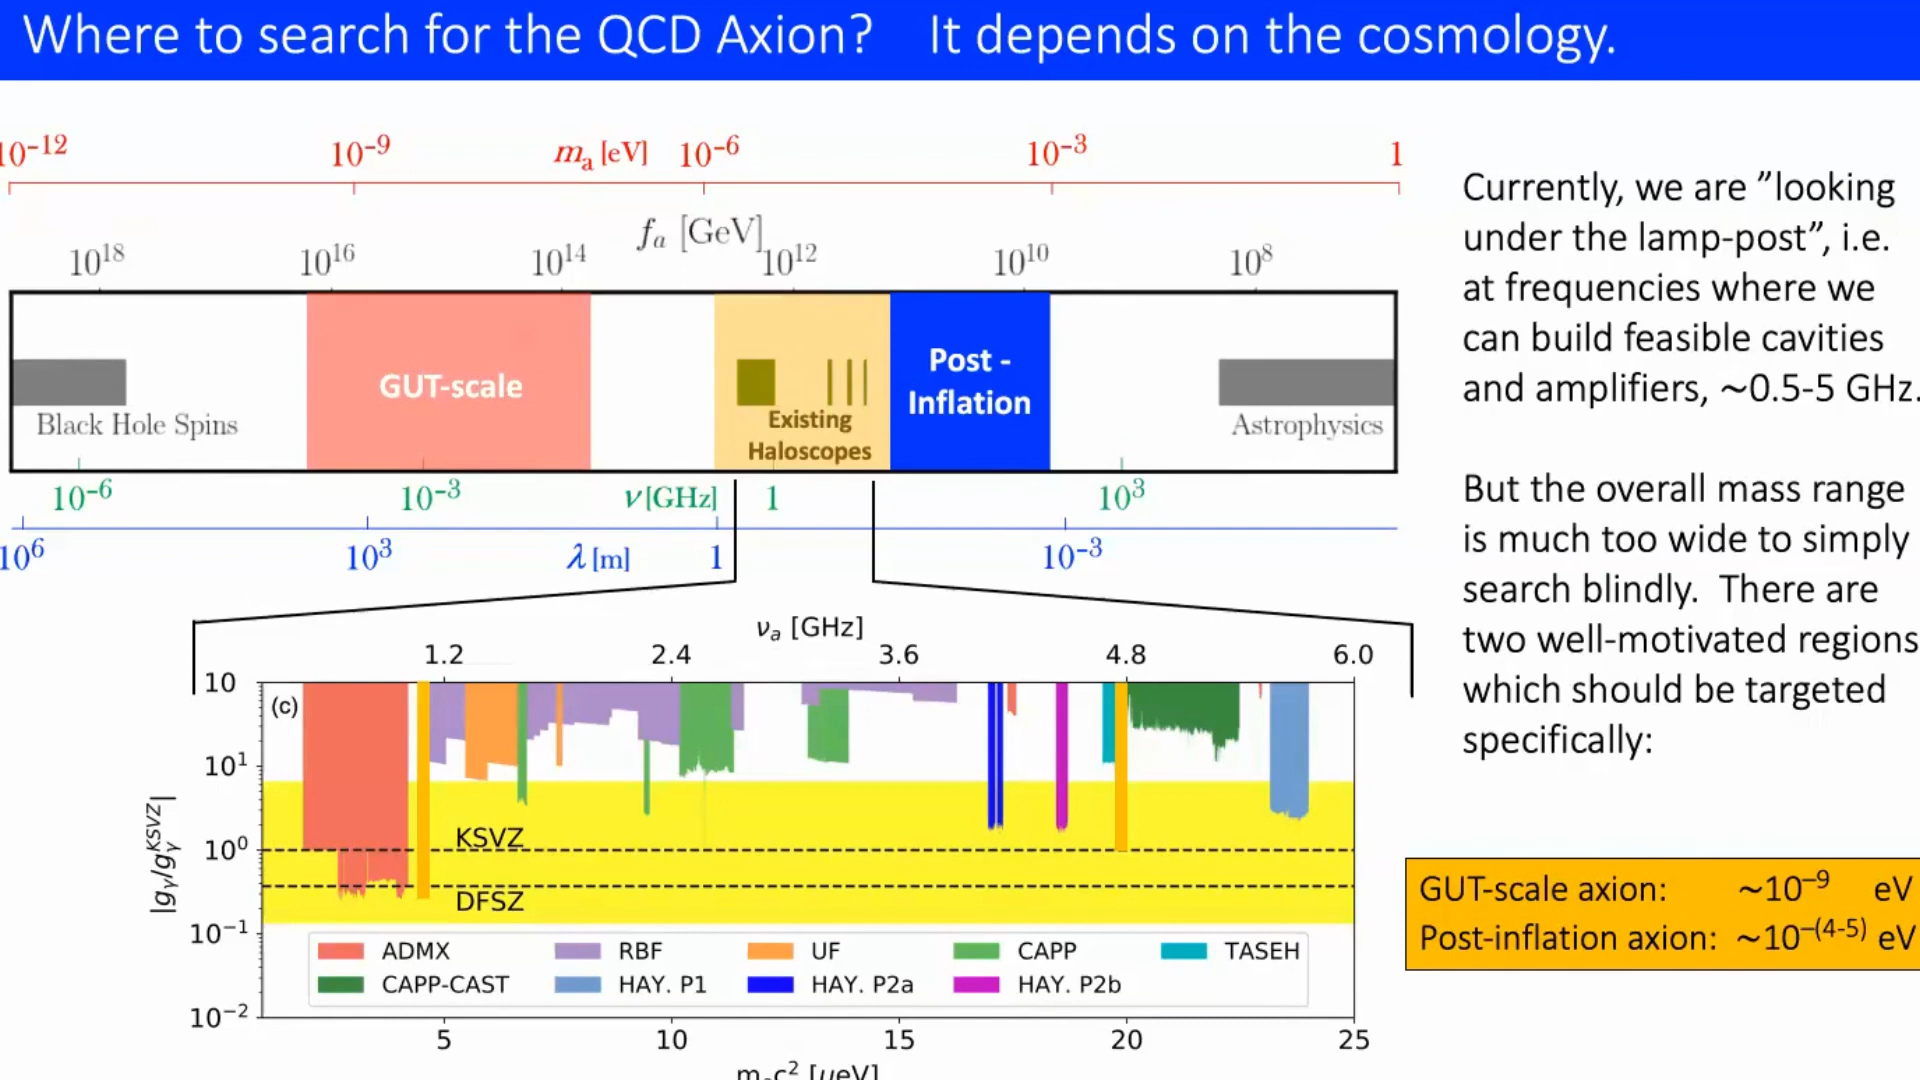 Where to search for the QCD Axion? It depends on the cosmology.
10⁻¹² 10⁻⁹ mₐ [eV] 10⁻⁶ 10⁻³ 1
fₐ [GeV]
10¹⁸ 10¹⁶ 10¹⁴ 10¹² 10¹⁰ 10⁸
GUT-scale
Post -
Inflation
Black Hole Spins
Existing
Haloscopes
Astrophysics
10⁻⁶ 10⁻³ ν [GHz] 1 10³
10⁶ 10³ λ [m] 1 10⁻³
νₐ [GHz]
1.2 2.4 3.6 4.8 6.0
(c)
10
10¹
10⁰
10⁻¹
10⁻²
|g_γ/g_γ^KSVZ|
KSVZ
DFSZ
ADMX RBF UF CAPP TASEH
CAPP-CAST HAY. P1 HAY. P2a HAY. P2b
5 10 15 20 25
mₐc² [μeV]
Currently, we are ”looking
under the lamp-post”, i.e.
at frequencies where we
can build feasible cavities
and amplifiers, ~0.5-5 GHz.
But the overall mass range
is much too wide to simply
search blindly. There are
two well-motivated regions
which should be targeted
specifically:
GUT-scale axion: ~10⁻⁹ eV
Post-inflation axion: ~10⁻⁽⁴⁻⁵⁾ eV